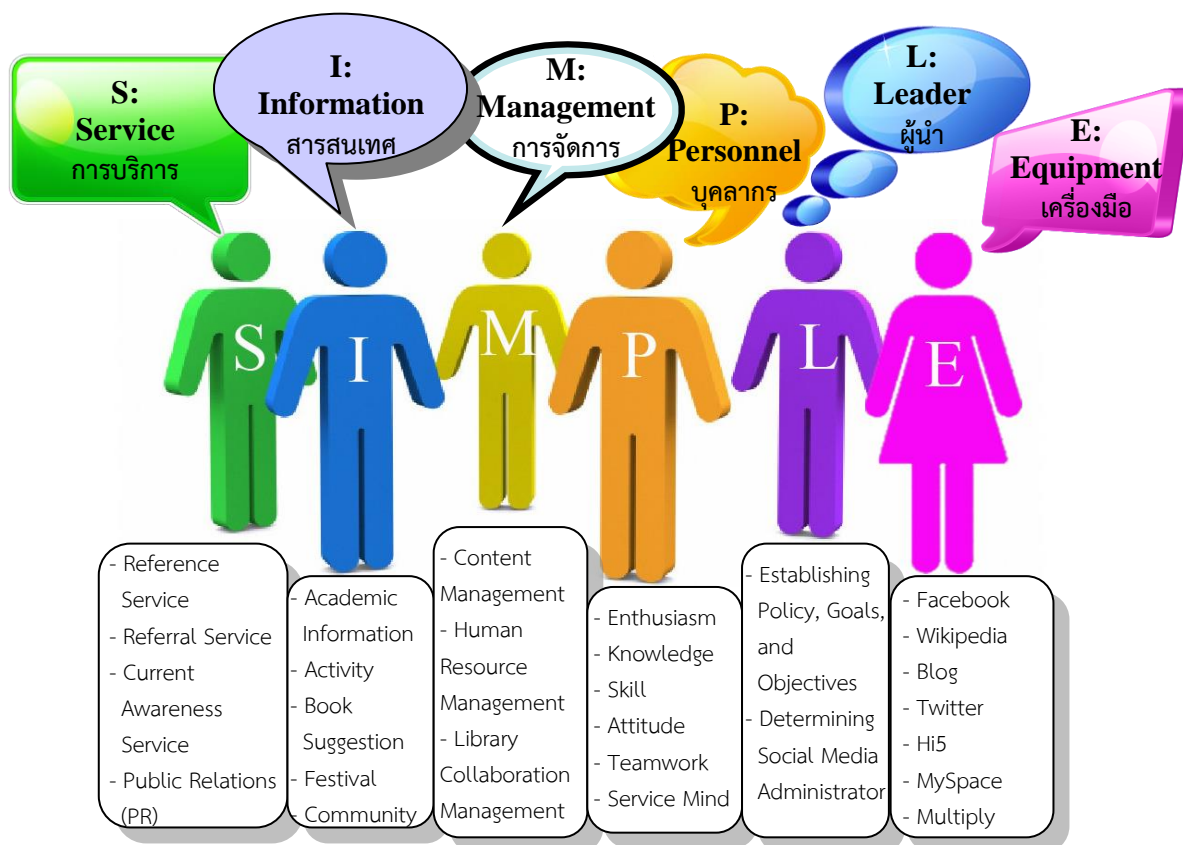 S:
Service
การบริการ
I:
Information
สารสนเทศ
M:
Management
การจัดการ
P:
Personnel
บุคลากร
L:
Leader
ผู้นำ
E:
Equipment
เครื่องมือ
S
I
M
P
L
E
- Reference
Service
- Referral Service
- Current
Awareness
Service
- Public Relations
(PR)
- Academic
Information
- Activity
- Book
Suggestion
- Festival
- Community
- Content
Management
- Human
Resource
Management
- Library
Collaboration
Management
- Enthusiasm
- Knowledge
- Skill
- Attitude
- Teamwork
- Service Mind
- Establishing
Policy, Goals,
and
Objectives
- Determining
Social Media
Administrator
- Facebook
- Wikipedia
- Blog
- Twitter
- Hi5
- MySpace
- Multiply